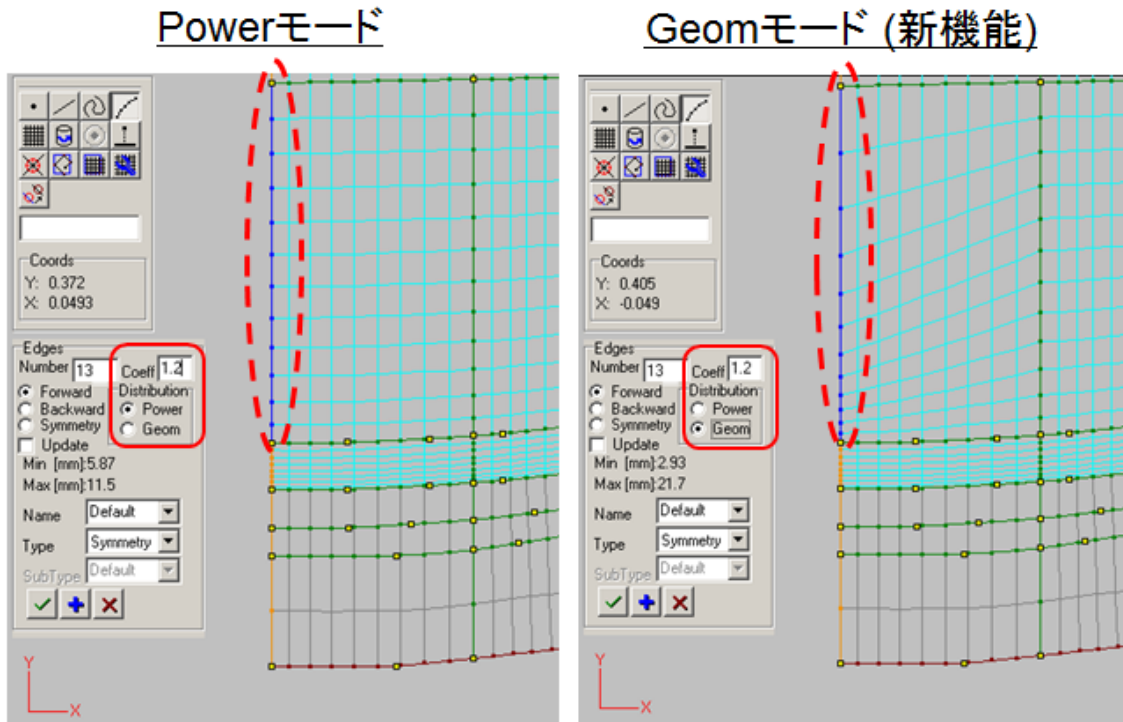 Powerモード
Coords
Y: 0.372
X: 0.0493
Edges
Number 13 Coeff 1.2
Forward
Backward
Symmetry
Distribution
Power
Geom
Update
Min [mm]:5.87
Max [mm]:11.5
Name Default
Type Symmetry
SubType Default
Y
X
Geomモード (新機能)
Coords
Y: 0.405
X: -0.049
Edges
Number 13 Coeff 1.2
Forward
Backward
Symmetry
Distribution
Power
Geom
Update
Min [mm]:2.93
Max [mm]:21.7
Name Default
Type Symmetry
SubType Default
Y
X